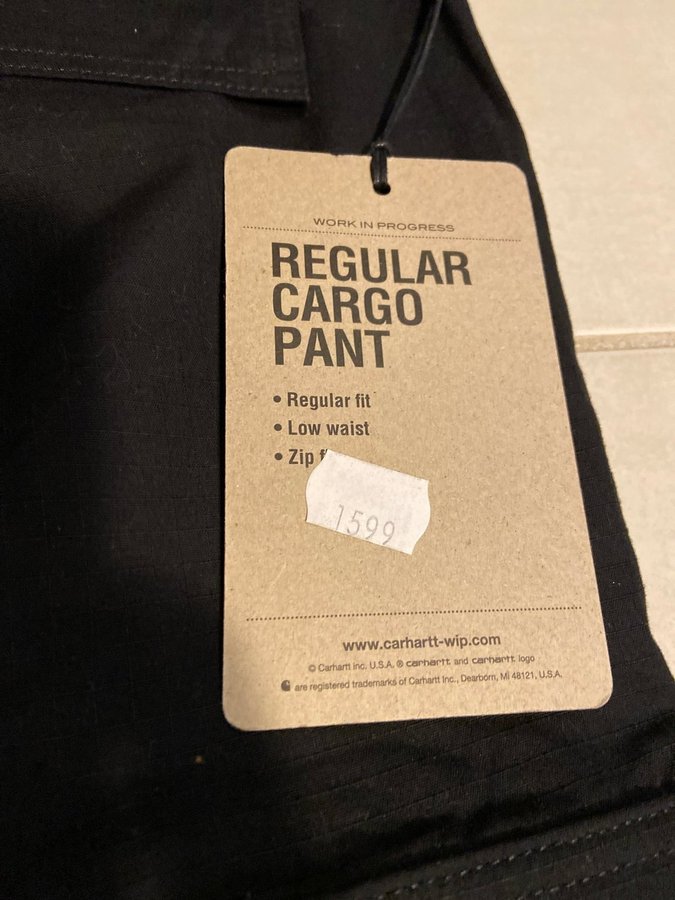 WORK IN PROGRESS
REGULAR
CARGO
PANT
• Regular fit
• Low waist
• Zip
1599
www.carhartt-wip.com
© Carhartt Inc. U.S.A. ® carhartt and carhartt logo
are registered trademarks of Carhartt Inc., Dearborn, MI 48121, U.S.A.